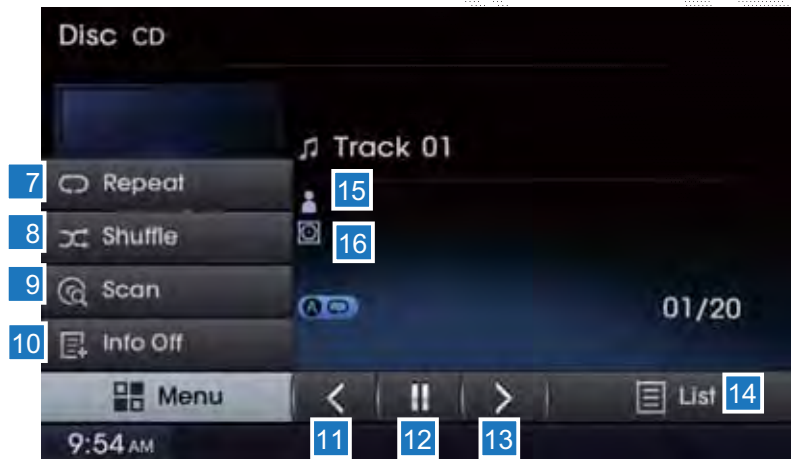 Disc CD
Track 01
7 Repeat
15
8 Shuffle
16
9 Scan
A
01/20
10 Info Off
Menu
List 14
11 12 13
9:54 AM